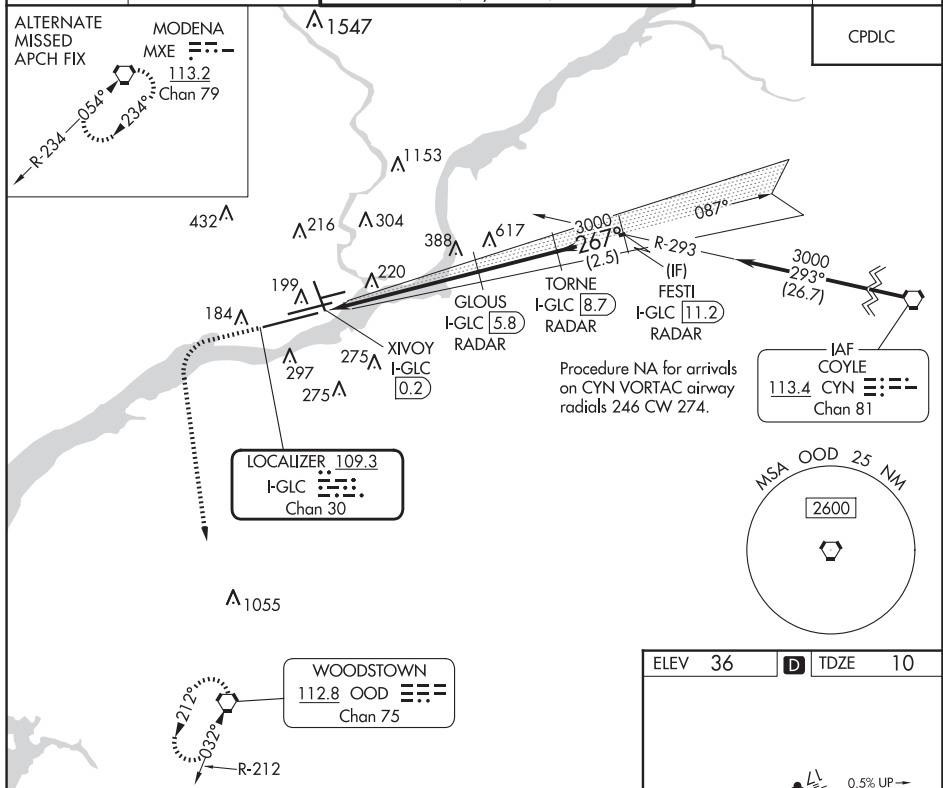 ALTERNATE
MISSED
APCH FIX
MODENA
MXE
113.2
Chan 79
R-234
054°
234°
1547
CPDLC
1153
432
216
304
388
617
3000
267°
(2.5)
087°
R-293
3000
293°
(26.7)
220
199
184
GLOUS
I-GLC 5.8
RADAR
TORNE
I-GLC 8.7
RADAR
(IF)
FESTI
I-GLC 11.2
RADAR
XIVOY
I-GLC
0.2
297
275
275
Procedure NA for arrivals
on CYN VORTAC airway
radials 246 CW 274.
IAF
COYLE
113.4 CYN
Chan 81
LOCALIZER 109.3
I-GLC
Chan 30
MSA OOD 25 NM
2600
1055
WOODSTOWN
112.8 OOD
Chan 75
212°
032°
R-212
ELEV 36
D
TDZE 10
17
0.5% UP